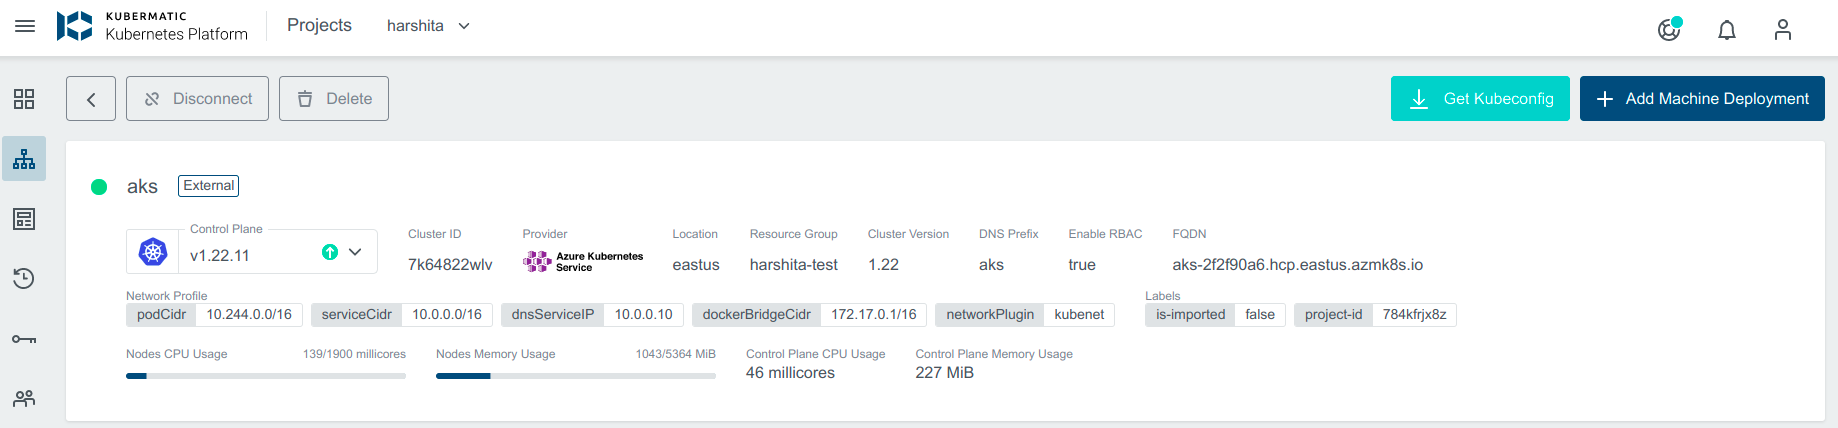 KUBERMATIC
Kubernetes Platform
Projects
harshita
Disconnect
Delete
Get Kubeconfig
Add Machine Deployment
aks
External
Control Plane
v1.22.11
Cluster ID
7k64822wlv
Provider
Azure Kubernetes
Service
Location
eastus
Resource Group
harshita-test
Cluster Version
1.22
DNS Prefix
aks
Enable RBAC
true
FQDN
aks-2f2f90a6.hcp.eastus.azmk8s.io
Network Profile
podCidr 10.244.0.0/16
serviceCidr 10.0.0.0/16
dnsServiceIP 10.0.0.10
dockerBridgeCidr 172.17.0.1/16
networkPlugin kubenet
Labels
is-imported false
project-id 784kfrjx8z
Nodes CPU Usage 139/1900 millicores
Nodes Memory Usage 1043/5364 MiB
Control Plane CPU Usage
46 millicores
Control Plane Memory Usage
227 MiB